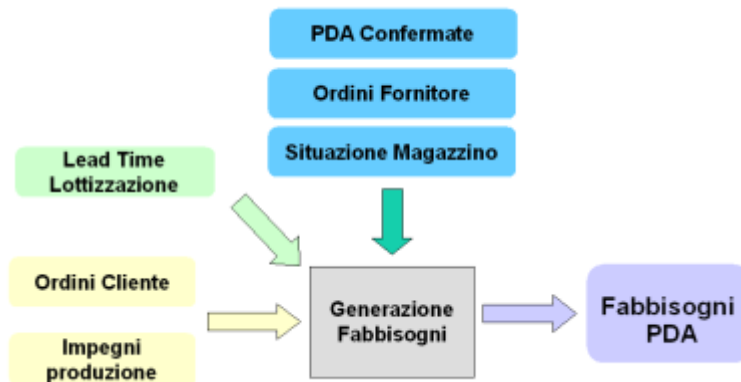 PDA Confermate
Ordini Fornitore
Situazione Magazzino
Lead Time
Lottizzazione
Ordini Cliente
Impegni
produzione
Generazione
Fabbisogni
Fabbisogni
PDA